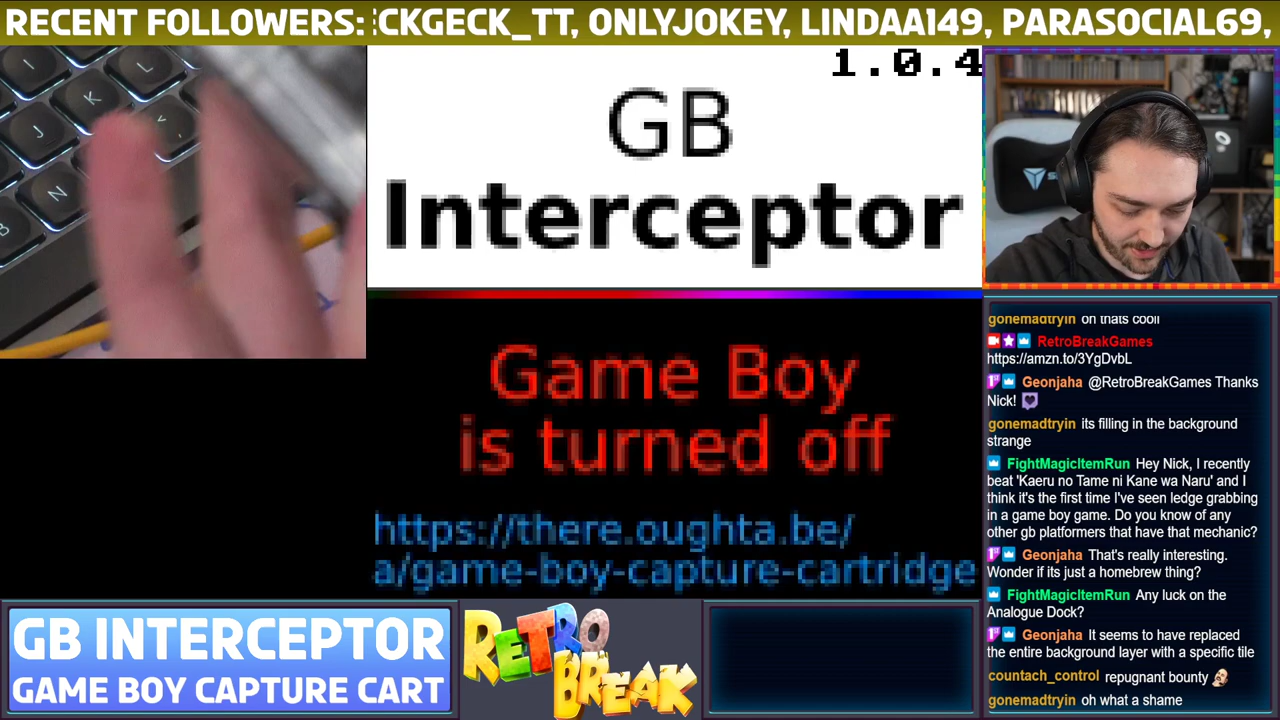 RECENT FOLLOWERS: CKGECK_TT, ONLYJOKEY, LINDAA149, PARASOCIAL69,
1.0.4
GB
Interceptor
I
L
K
J
<
,
N
B
Game Boy
is turned off
https://there.oughta.be/
a/game-boy-capture-cartridge
gonemadtryin oh thats cool!
RetroBreakGames
https://amzn.to/3YgDvbL
Geonjaha @RetroBreakGames Thanks
Nick!
gonemadtryin its filling in the background
strange
FightMagicItemRun Hey Nick, I recently
beat 'Kaeru no Tame ni Kane wa Naru' and I
think it's the first time I've seen ledge grabbing
in a game boy game. Do you know of any
other gb platformers that have that mechanic?
Geonjaha That's really interesting.
Wonder if its just a homebrew thing?
FightMagicItemRun Any luck on the
Analogue Dock?
Geonjaha It seems to have replaced
the entire background layer with a specific tile
countach_control repugnant bounty
gonemadtryin oh what a shame
GB INTERCEPTOR
GAME BOY CAPTURE CART
RETRO
BREAK